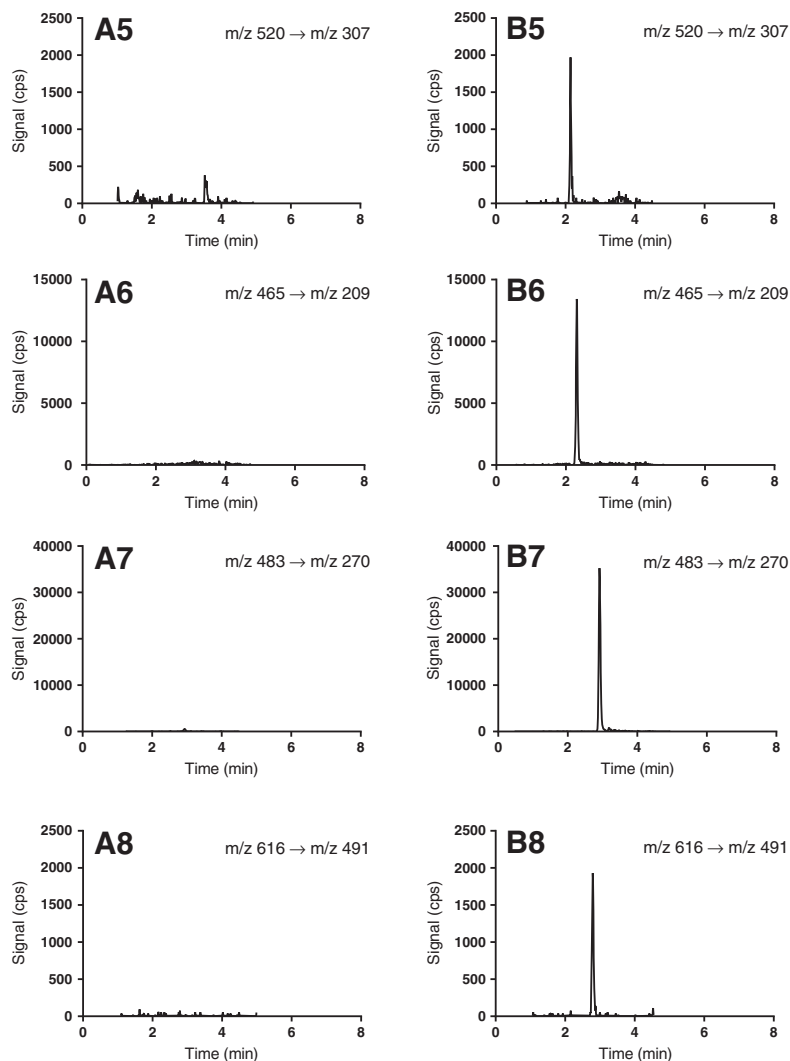 A5
m/z 520 → m/z 307
2500
2000
1500
1000
500
0
Signal (cps)
0 2 4 6 8
Time (min)
B5
m/z 520 → m/z 307
2500
2000
1500
1000
500
0
Signal (cps)
0 2 4 6 8
Time (min)
A6
m/z 465 → m/z 209
15000
10000
5000
0
Signal (cps)
0 2 4 6 8
Time (min)
B6
m/z 465 → m/z 209
15000
10000
5000
0
Signal (cps)
0 2 4 6 8
Time (min)
A7
m/z 483 → m/z 270
40000
30000
20000
10000
0
Signal (cps)
0 2 4 6 8
Time (min)
B7
m/z 483 → m/z 270
40000
30000
20000
10000
0
Signal (cps)
0 2 4 6 8
Time (min)
A8
m/z 616 → m/z 491
2500
2000
1500
1000
500
0
Signal (cps)
0 2 4 6 8
Time (min)
B8
m/z 616 → m/z 491
2500
2000
1500
1000
500
0
Signal (cps)
0 2 4 6 8
Time (min)